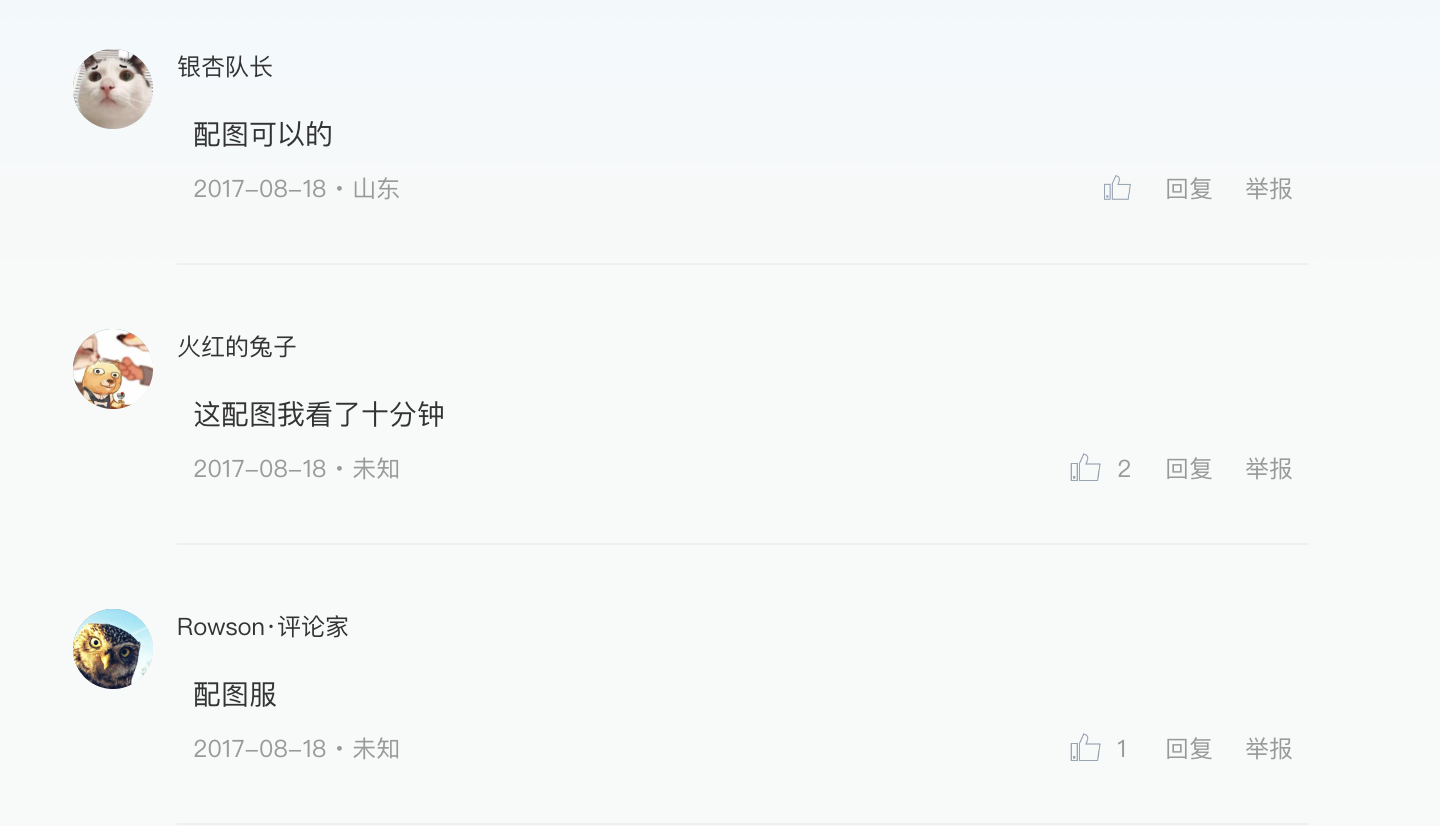 银杏队长
配图可以的
2017-08-18 • 山东 回复 举报
火红的兔子
这配图我看了十分钟
2017-08-18 • 未知 2 回复 举报
Rowson·评论家
配图服
2017-08-18 • 未知 1 回复 举报